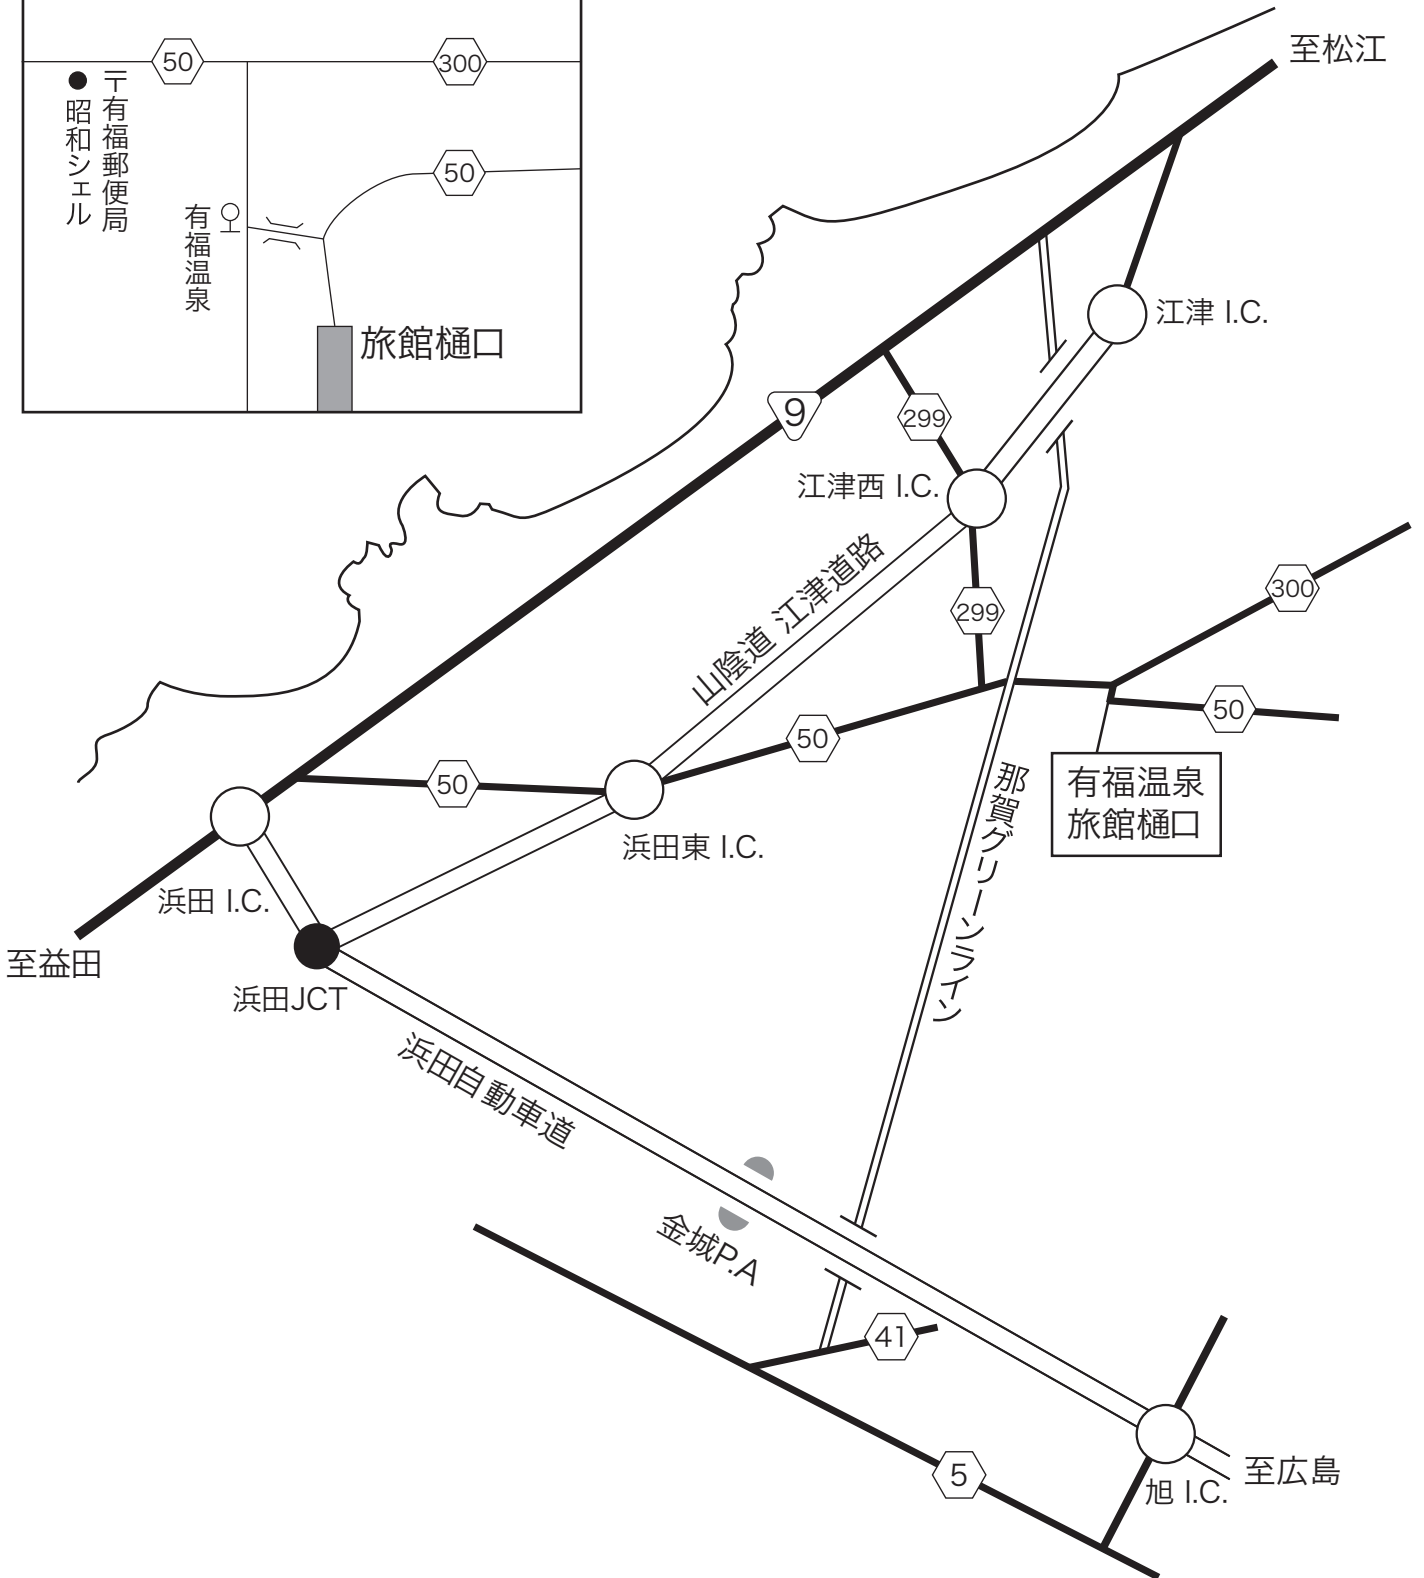 50
300
〒有福郵便局
昭和シェル
50
有福温泉
旅館樋口
至松江
江津 I.C.
9
299
江津西 I.C.
山陰道 江津道路
299
300
50
50
50
有福温泉
旅館樋口
那賀グリーンライン
浜田東 I.C.
浜田 I.C.
至益田
浜田JCT
浜田自動車道
金城P.A
41
5
旭 I.C.
至広島